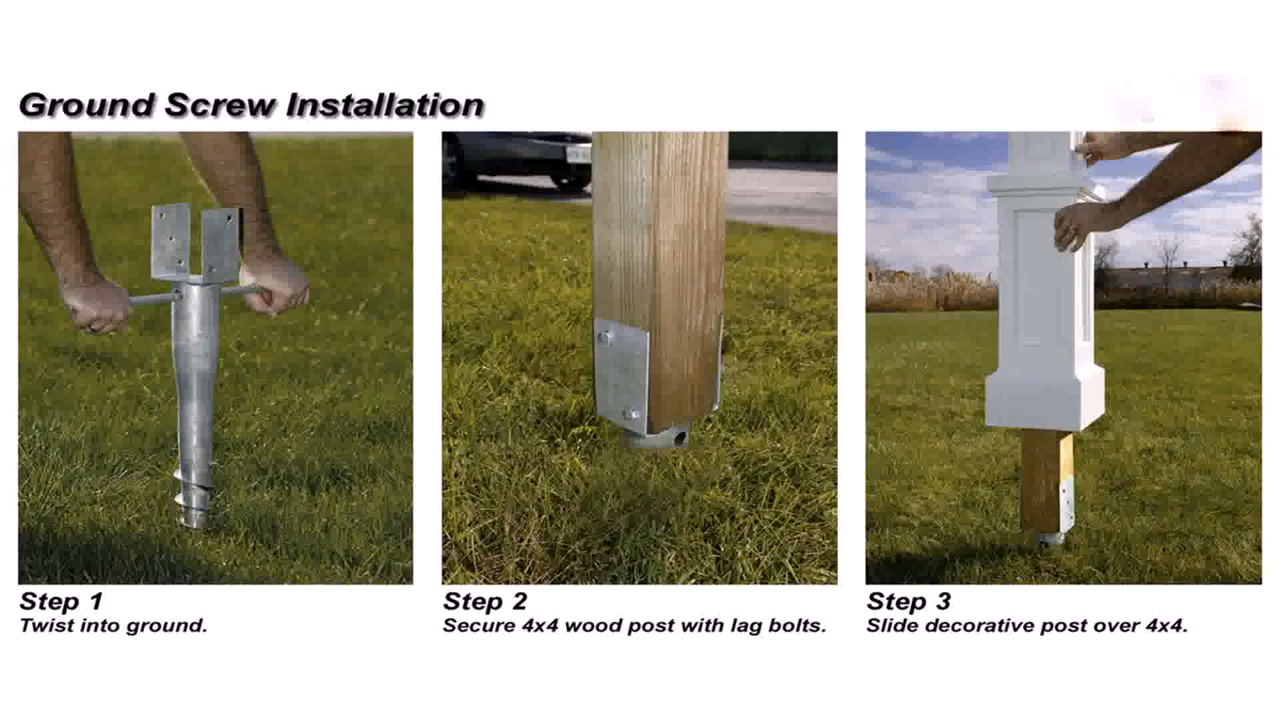 Ground Screw Installation
Step 1
Twist into ground.
Step 2
Secure 4x4 wood post with lag bolts.
Step 3
Slide decorative post over 4x4.